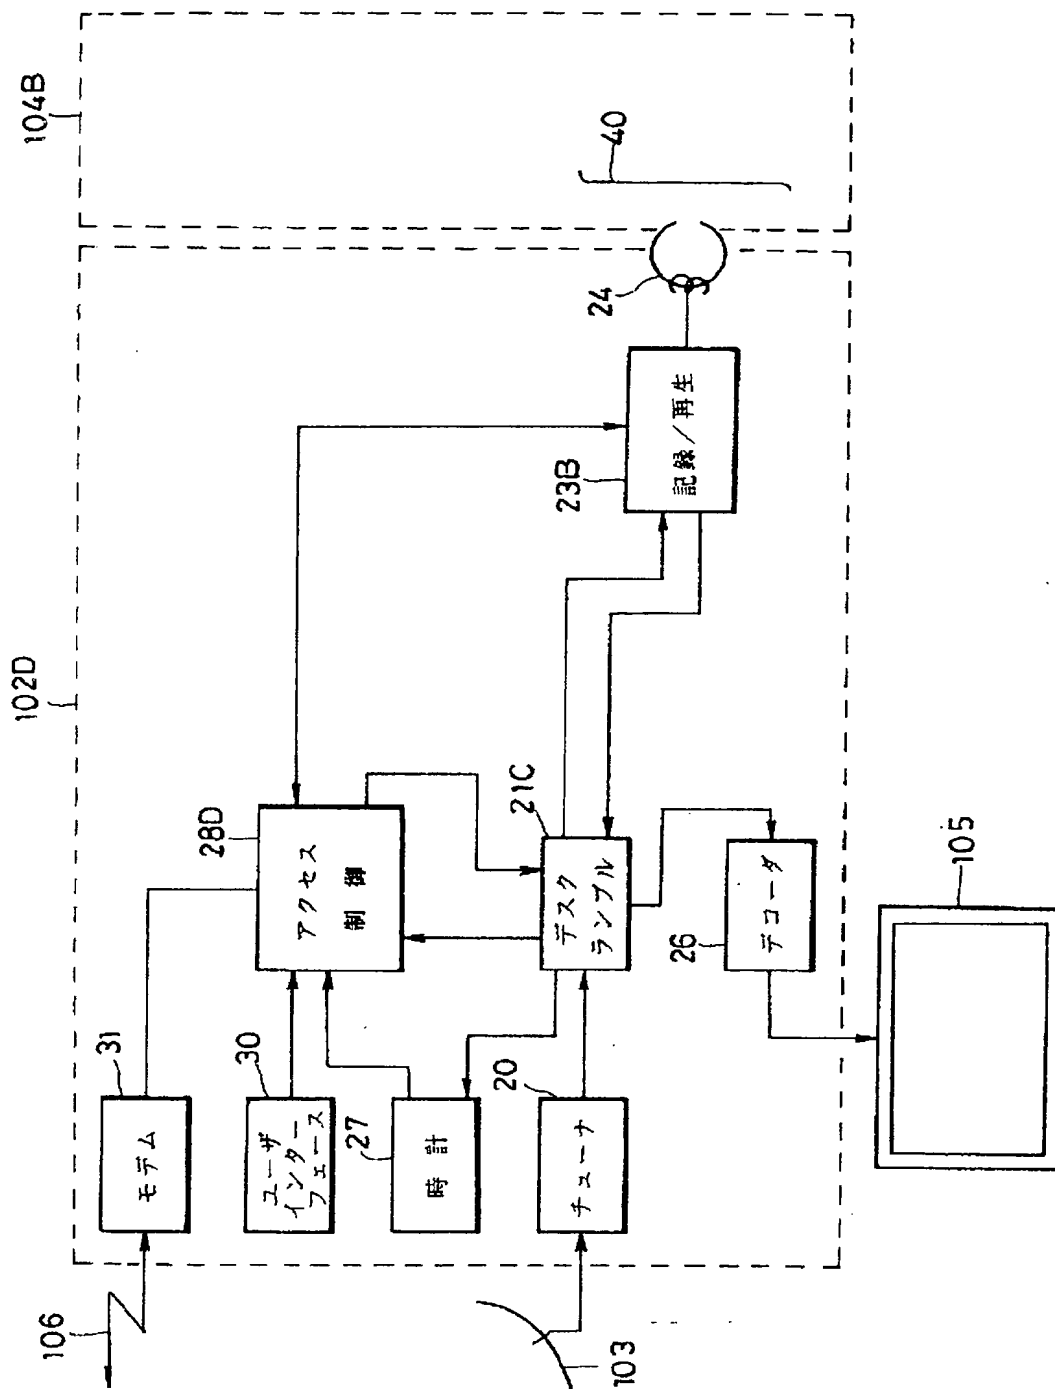 104B
40
102D
24
23B
記録/再生
28D
アクセス
制御
21C
デスク
ランブル
26
デコーダ
105
31
モデム
30
ユーザ
インター
フェース
27
時計
20
チューナ
106
103